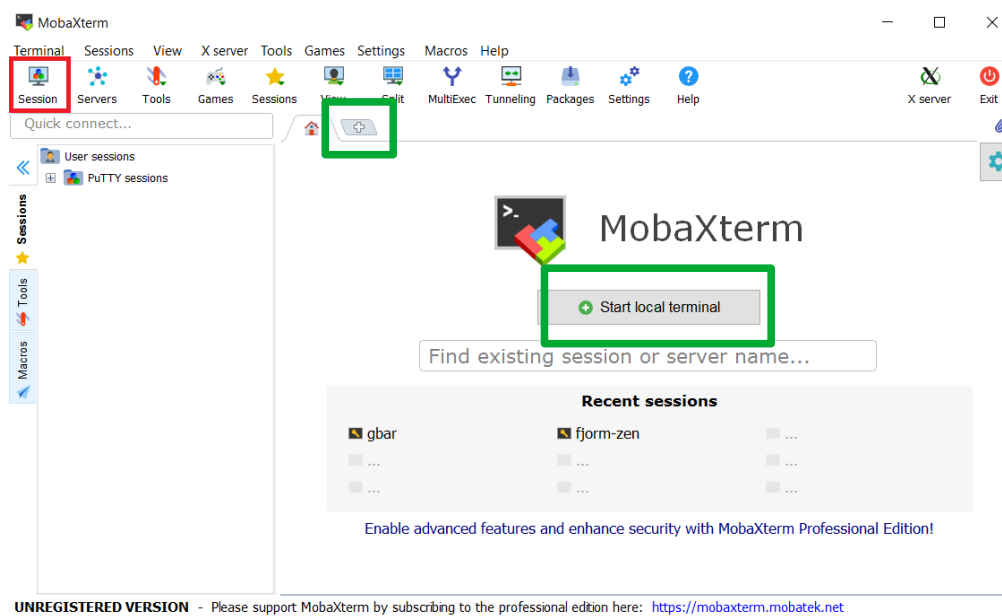 MobaXterm
Terminal Sessions View X server Tools Games Settings Macros Help
Session Servers Tools Games Sessions View Split MultiExec Tunneling Packages Settings Help X server Exit
Quick connect...
User sessions
PuTTY sessions
Sessions
Tools
Macros
>_
MobaXterm
Start local terminal
Find existing session or server name...
Recent sessions
gbar fjorm-zen ...
... ... ...
... ... ...
Enable advanced features and enhance security with MobaXterm Professional Edition!
UNREGISTERED VERSION - Please support MobaXterm by subscribing to the professional edition here: https://mobaxterm.mobatek.net